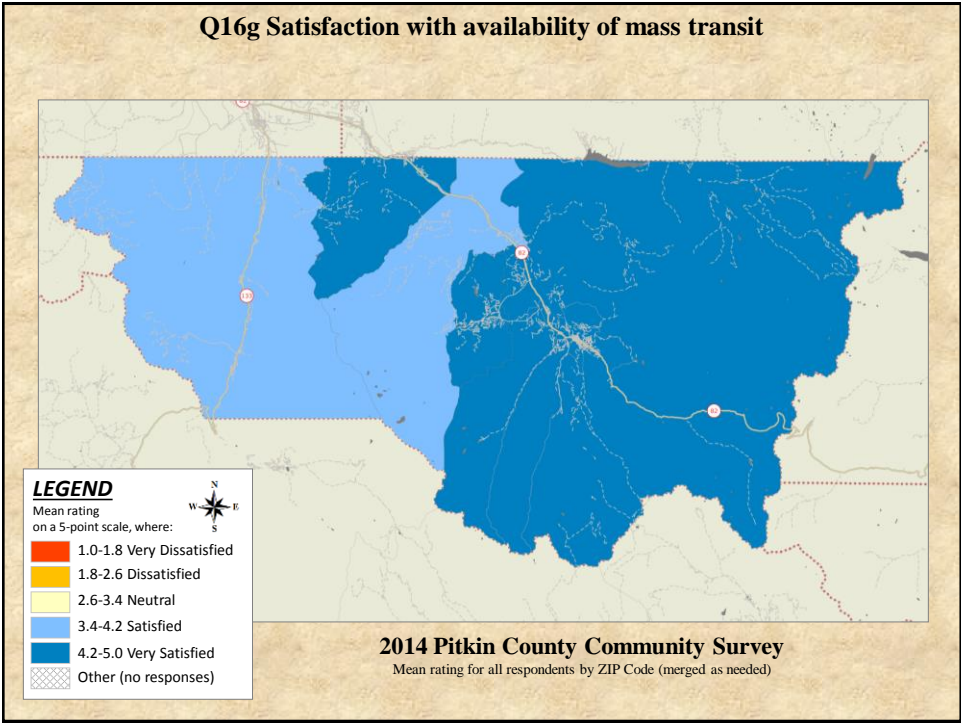 Q16g Satisfaction with availability of mass transit
82
133
82
82
LEGEND
Mean rating
on a 5-point scale, where:
N
W E
S
1.0-1.8 Very Dissatisfied
1.8-2.6 Dissatisfied
2.6-3.4 Neutral
3.4-4.2 Satisfied
4.2-5.0 Very Satisfied
Other (no responses)
2014 Pitkin County Community Survey
Mean rating for all respondents by ZIP Code (merged as needed)